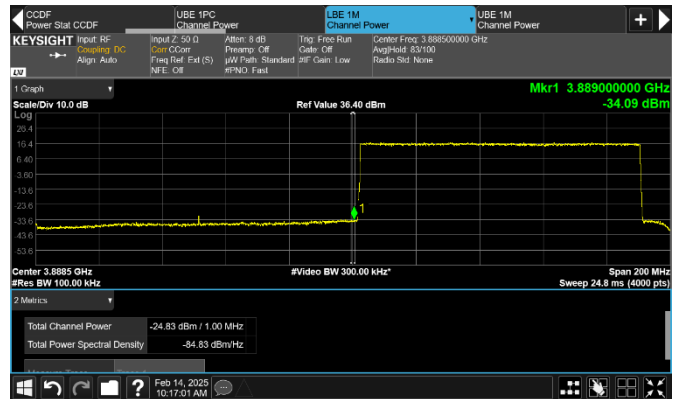 CCDF
Power Stat CCDF
UBE 1PC
Channel Power
LBE 1M
Channel Power
UBE 1M
Channel Power
KEYSIGHT
Input: RF
Coupling: DC
Align: Auto
Input Z: 50 Ω
Corr CCorr
Freq Ref: Ext (S)
NFE: Off
Atten: 8 dB
Preamp: Off
µW Path: Standard
#PNO: Fast
Trig: Free Run
Gate: Off
#IF Gain: Low
Center Freq: 3.888500000 GHz
Avg|Hold: 83/100
Radio Std: None
LXI
1 Graph
Mkr1 3.889000000 GHz
Scale/Div 10.0 dB
Ref Value 36.40 dBm
-34.09 dBm
Log
26.4
16.4
6.40
-3.60
-13.6
-23.6
-33.6
-43.6
-53.6
1
Center 3.8885 GHz
#Video BW 300.00 kHz*
Span 200 MHz
#Res BW 100.00 kHz
Sweep 24.8 ms (4000 pts)
2 Metrics
Total Channel Power -24.83 dBm / 1.00 MHz
Total Power Spectral Density -84.83 dBm/Hz
?
Feb 14, 2025
10:17:01 AM